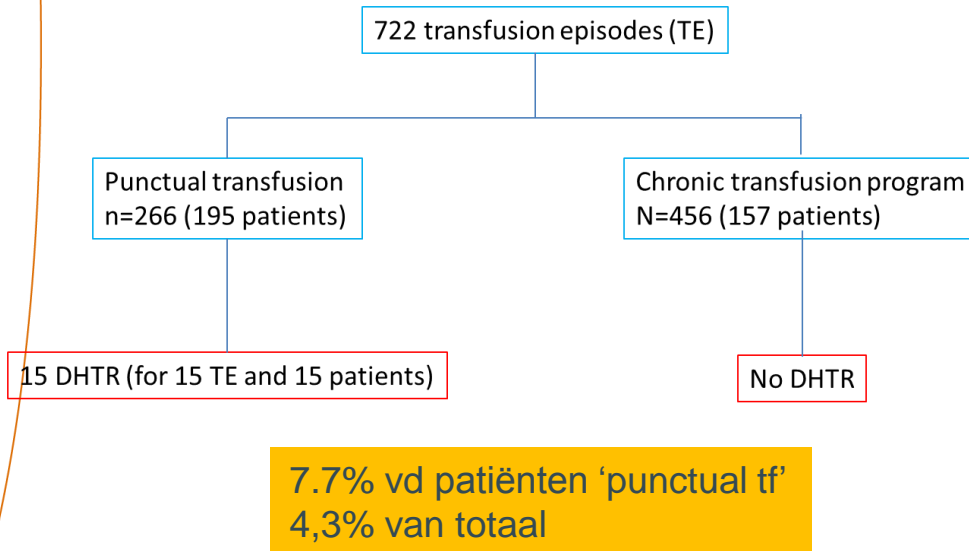 722 transfusion episodes (TE)
Punctual transfusion
n=266 (195 patients)
Chronic transfusion program
N=456 (157 patients)
15 DHTR (for 15 TE and 15 patients)
No DHTR
7.7% vd patiënten ‘punctual tf’
4,3% van totaal